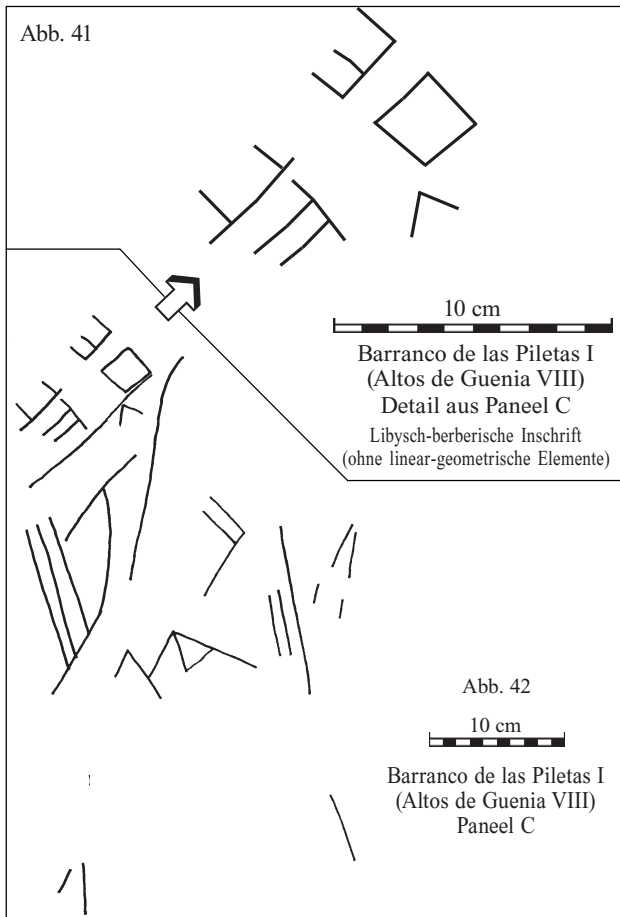 Abb. 41
10 cm
Barranco de las Piletas I
(Altos de Guenia VIII)
Detail aus Paneel C
Libysch-berberische Inschrift
(ohne linear-geometrische Elemente)
Abb. 42
10 cm
Barranco de las Piletas I
(Altos de Guenia VIII)
Paneel C